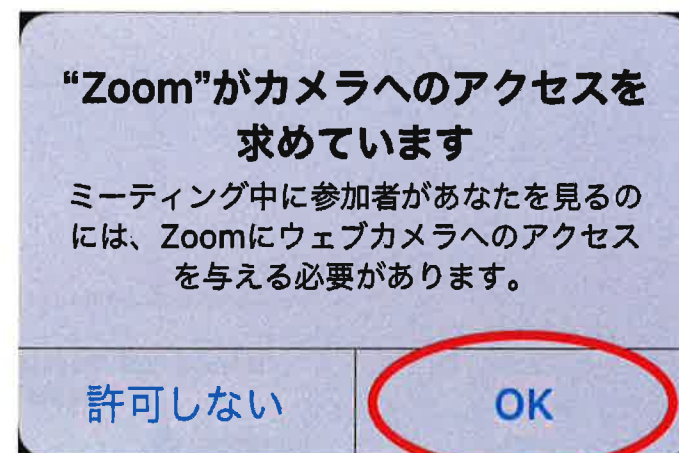 “Zoom”がカメラへのアクセスを
求めています
ミーティング中に参加者があなたを見るの
には、Zoomにウェブカメラへのアクセス
を与える必要があります。
許可しない
OK